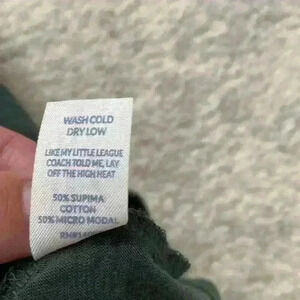 WASH COLD
DRY LOW
LIKE MY LITTLE LEAGUE
COACH TOLD ME, LAY
OFF THE HIGH HEAT
50% SUPIMA
COTTON
50% MICRO MODAL